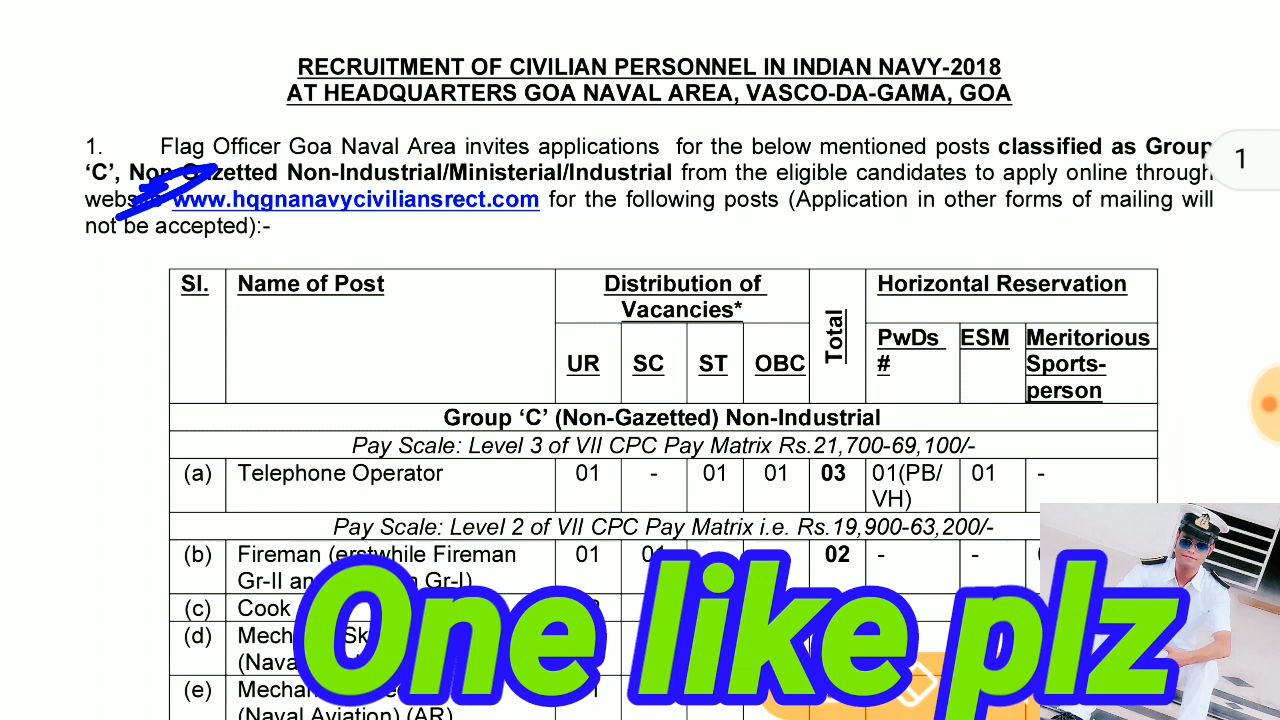 RECRUITMENT OF CIVILIAN PERSONNEL IN INDIAN NAVY-2018
AT HEADQUARTERS GOA NAVAL AREA, VASCO-DA-GAMA, GOA
1. Flag Officer Goa Naval Area invites applications for the below mentioned posts classified as Group
‘C’, Non-Gazetted Non-Industrial/Ministerial/Industrial from the eligible candidates to apply online through
www.hqgnanavyciviliansrect.com for the following posts (Application in other forms of mailing will
not be accepted):-
1
Sl. Name of Post Distribution of Vacancies* Total Horizontal Reservation
UR SC ST OBC PwDs # ESM Meritorious Sports-person
Group ‘C’ (Non-Gazetted) Non-Industrial
Pay Scale: Level 3 of VII CPC Pay Matrix Rs.21,700-69,100/-
(a) Telephone Operator 01 - 01 01 03 01(PB/ 01 -
VH)
Pay Scale: Level 2 of VII CPC Pay Matrix i.e. Rs.19,900-63,200/-
(b) Fireman (erstwhile Fireman 01 01 02 - -
Gr-II and Gr-I)
(c) Cook
(d)
(e)
(Naval Aviation) (AR)
One like plz